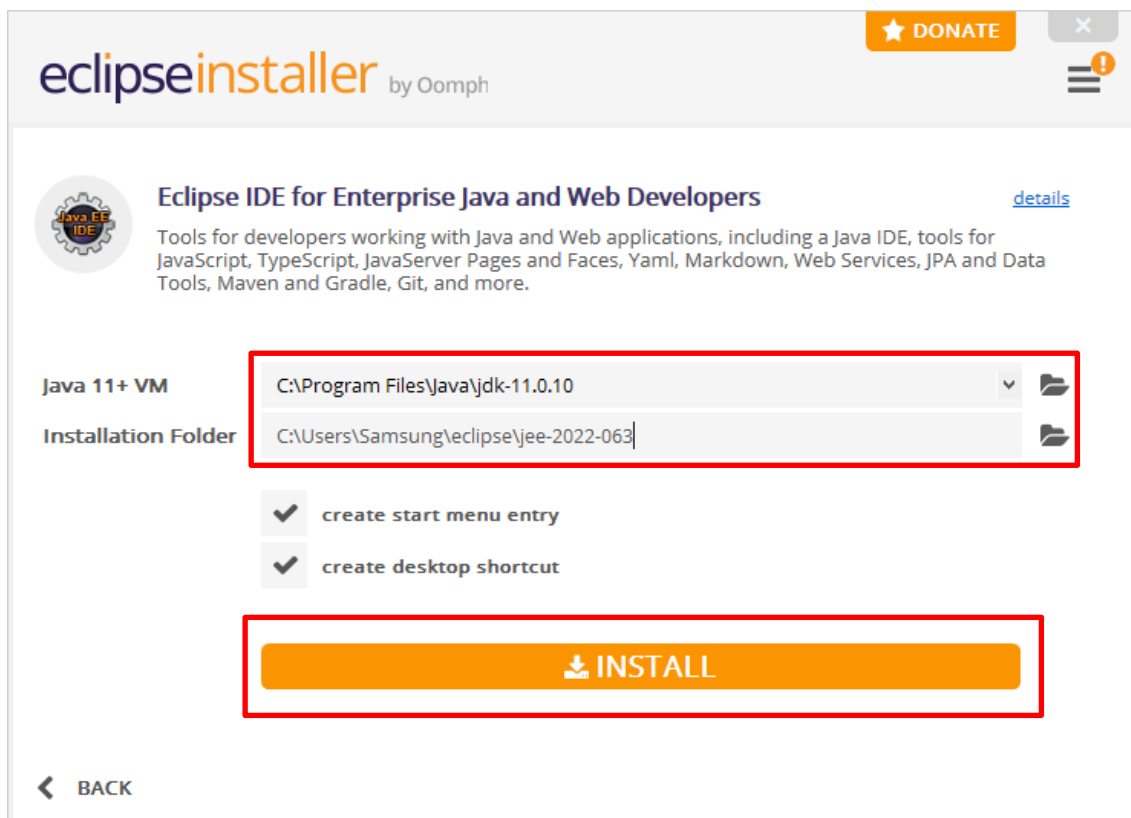 DONATE
eclipseinstaller by Oomph
Java EE
IDE
Eclipse IDE for Enterprise Java and Web Developers
details
Tools for developers working with Java and Web applications, including a Java IDE, tools for
JavaScript, TypeScript, JavaServer Pages and Faces, Yaml, Markdown, Web Services, JPA and Data
Tools, Maven and Gradle, Git, and more.
Java 11+ VM
C:\Program Files\Java\jdk-11.0.10
Installation Folder
C:\Users\Samsung\eclipse\jee-2022-063
create start menu entry
create desktop shortcut
INSTALL
BACK